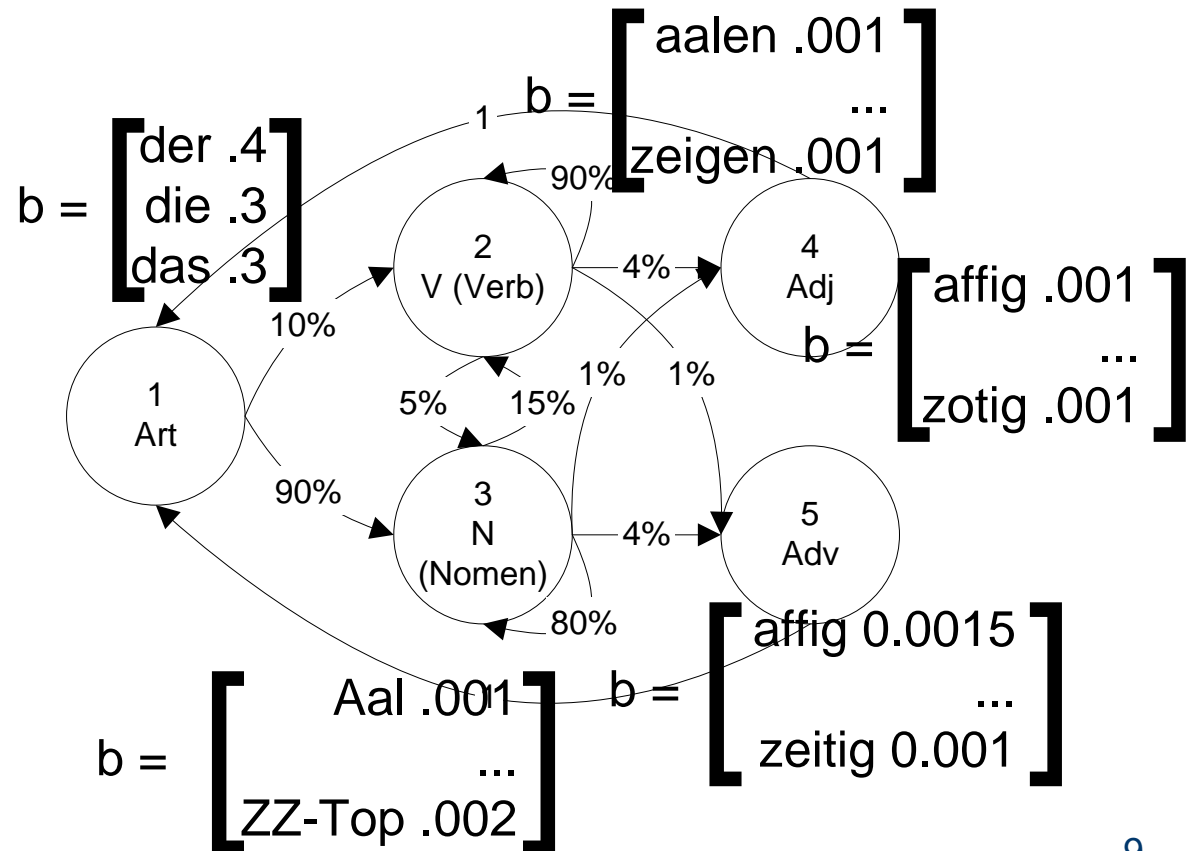 b = [ aalen .001
...
zeigen .001 ]
b = [ der .4
die .3
das .3 ]
1
90%
2
V (Verb)
4%
4
Adj
b = [ affig .001
...
zotig .001 ]
10%
1
Art
5%
15%
1%
1%
90%
3
N
(Nomen)
4%
5
Adv
80%
b = [ affig 0.0015
...
zeitig 0.001 ]
1
b = [ Aal .001
...
ZZ-Top .002 ]
9